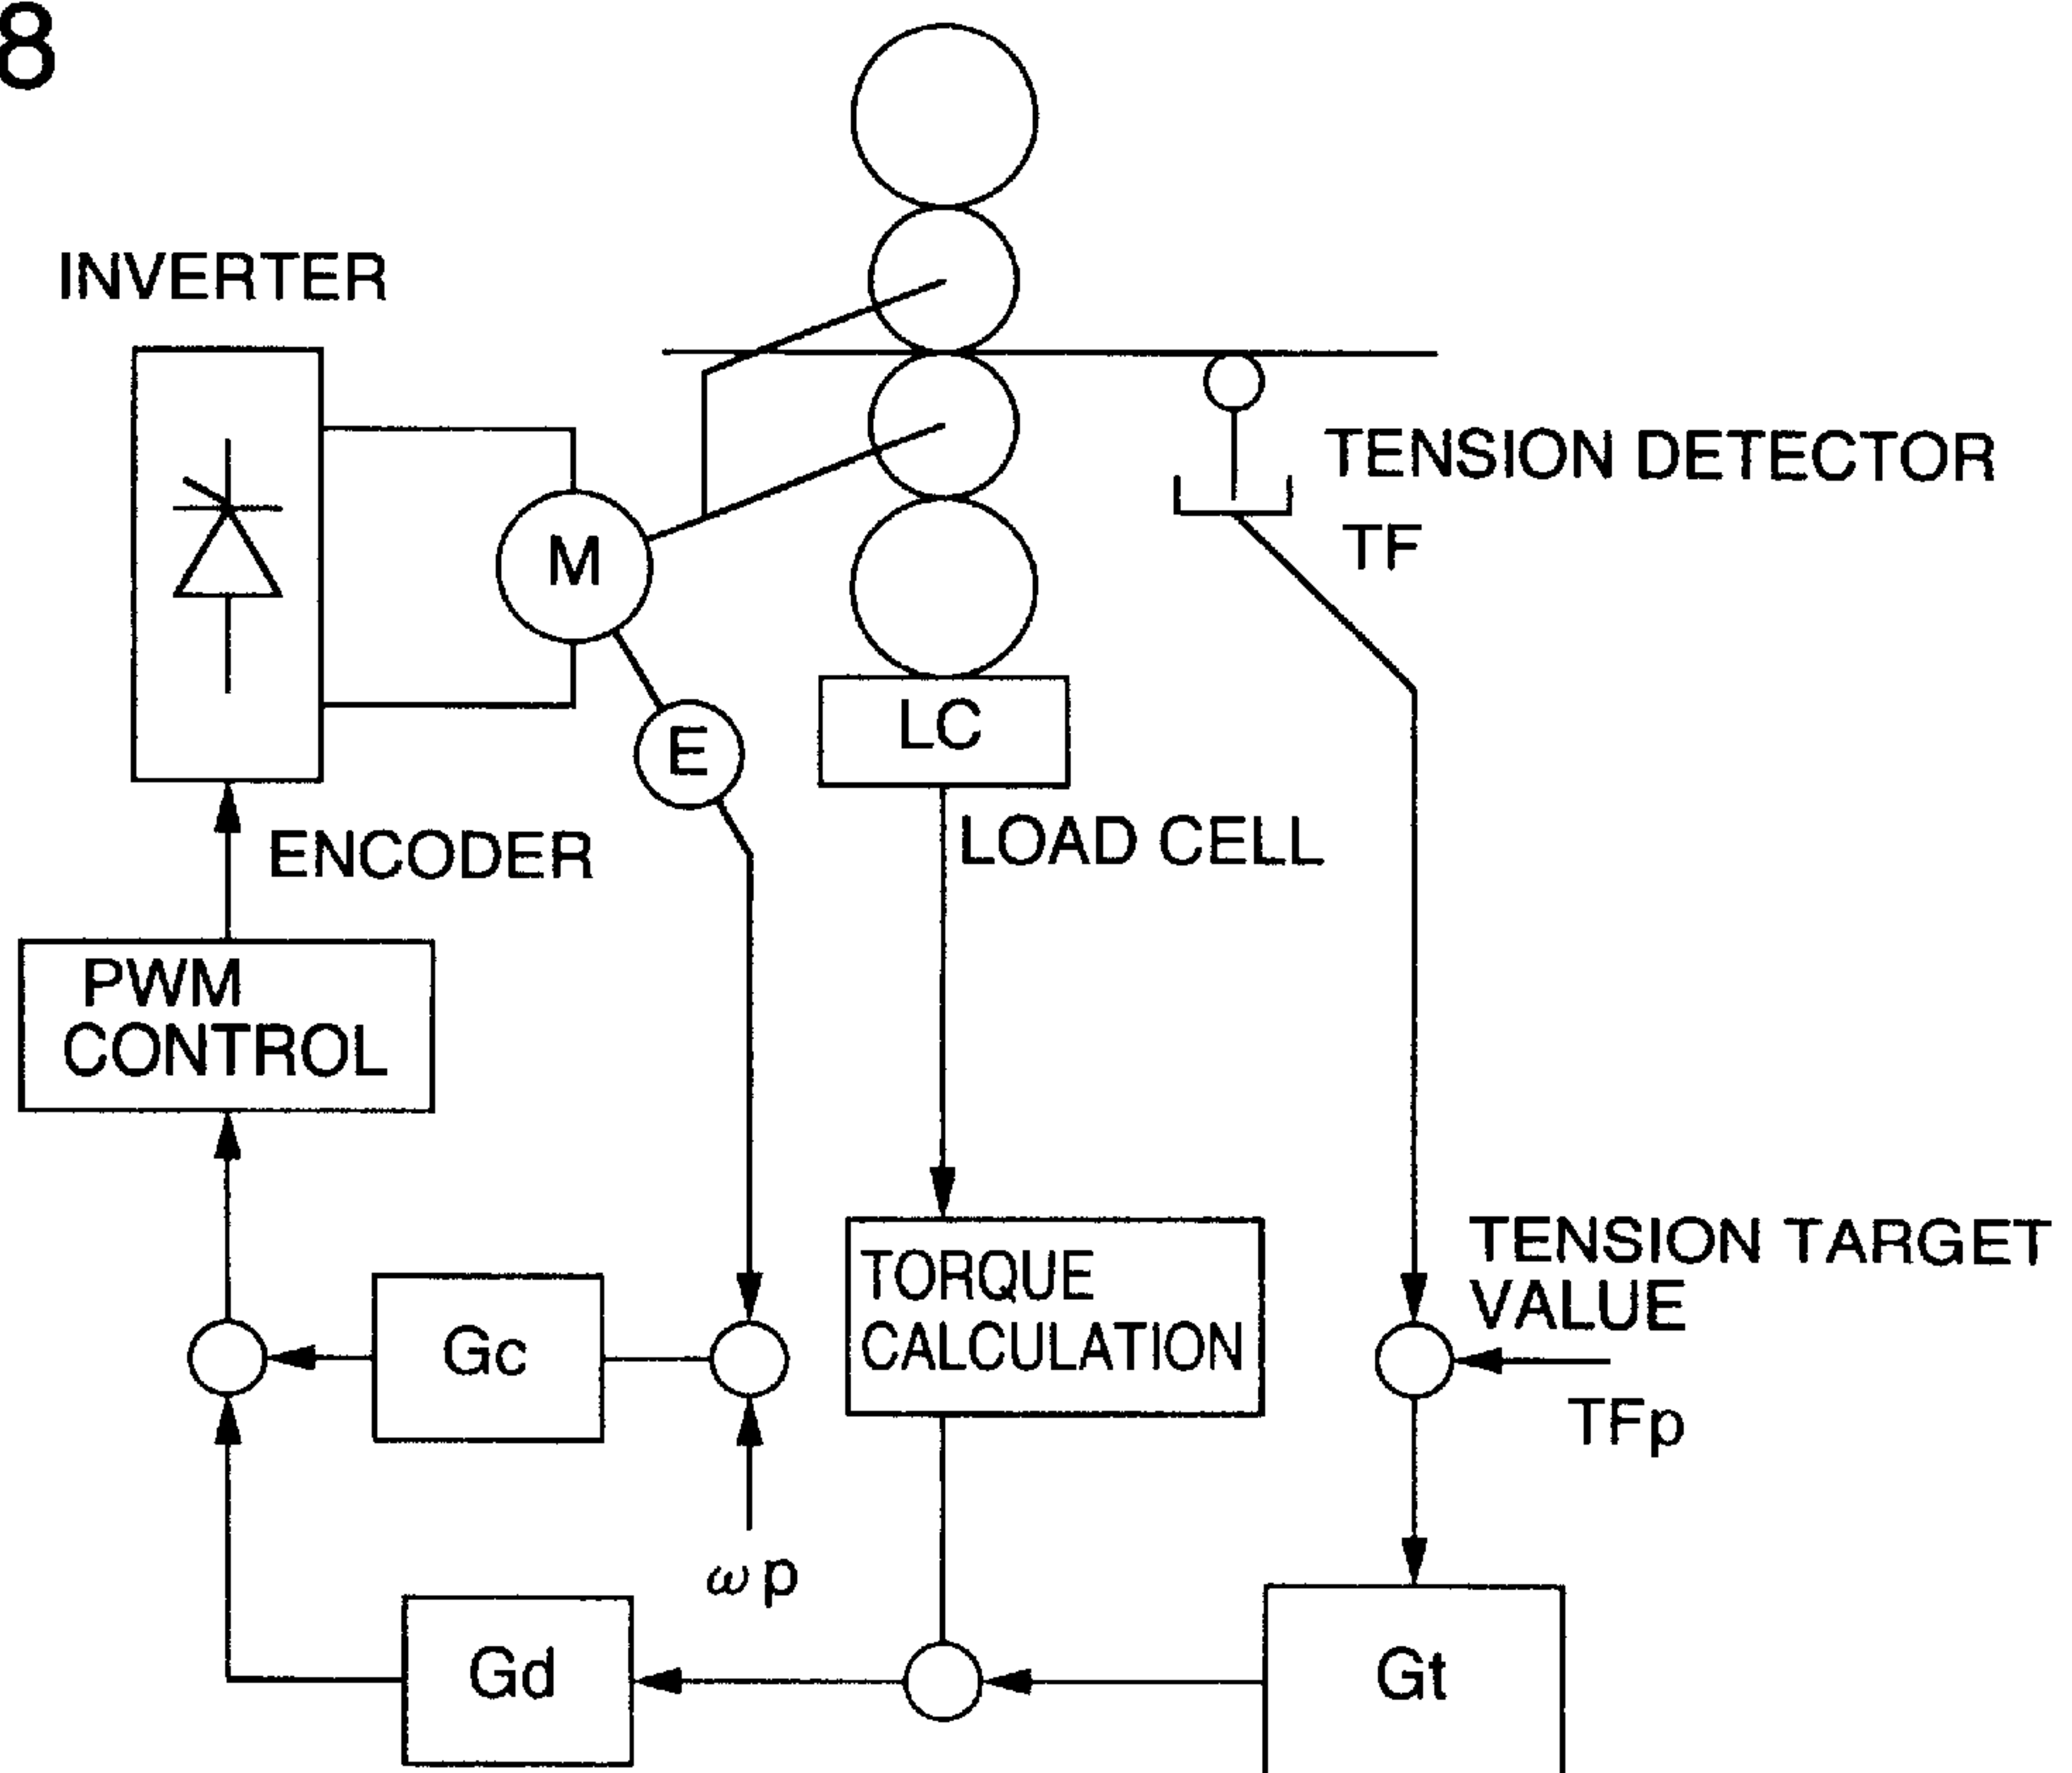 8
INVERTER
TENSION DETECTOR
TF
M
E
LC
ENCODER
LOAD CELL
PWM
CONTROL
TORQUE
CALCULATION
TENSION TARGET
VALUE
Gc
TFp
ωp
Gd
Gt